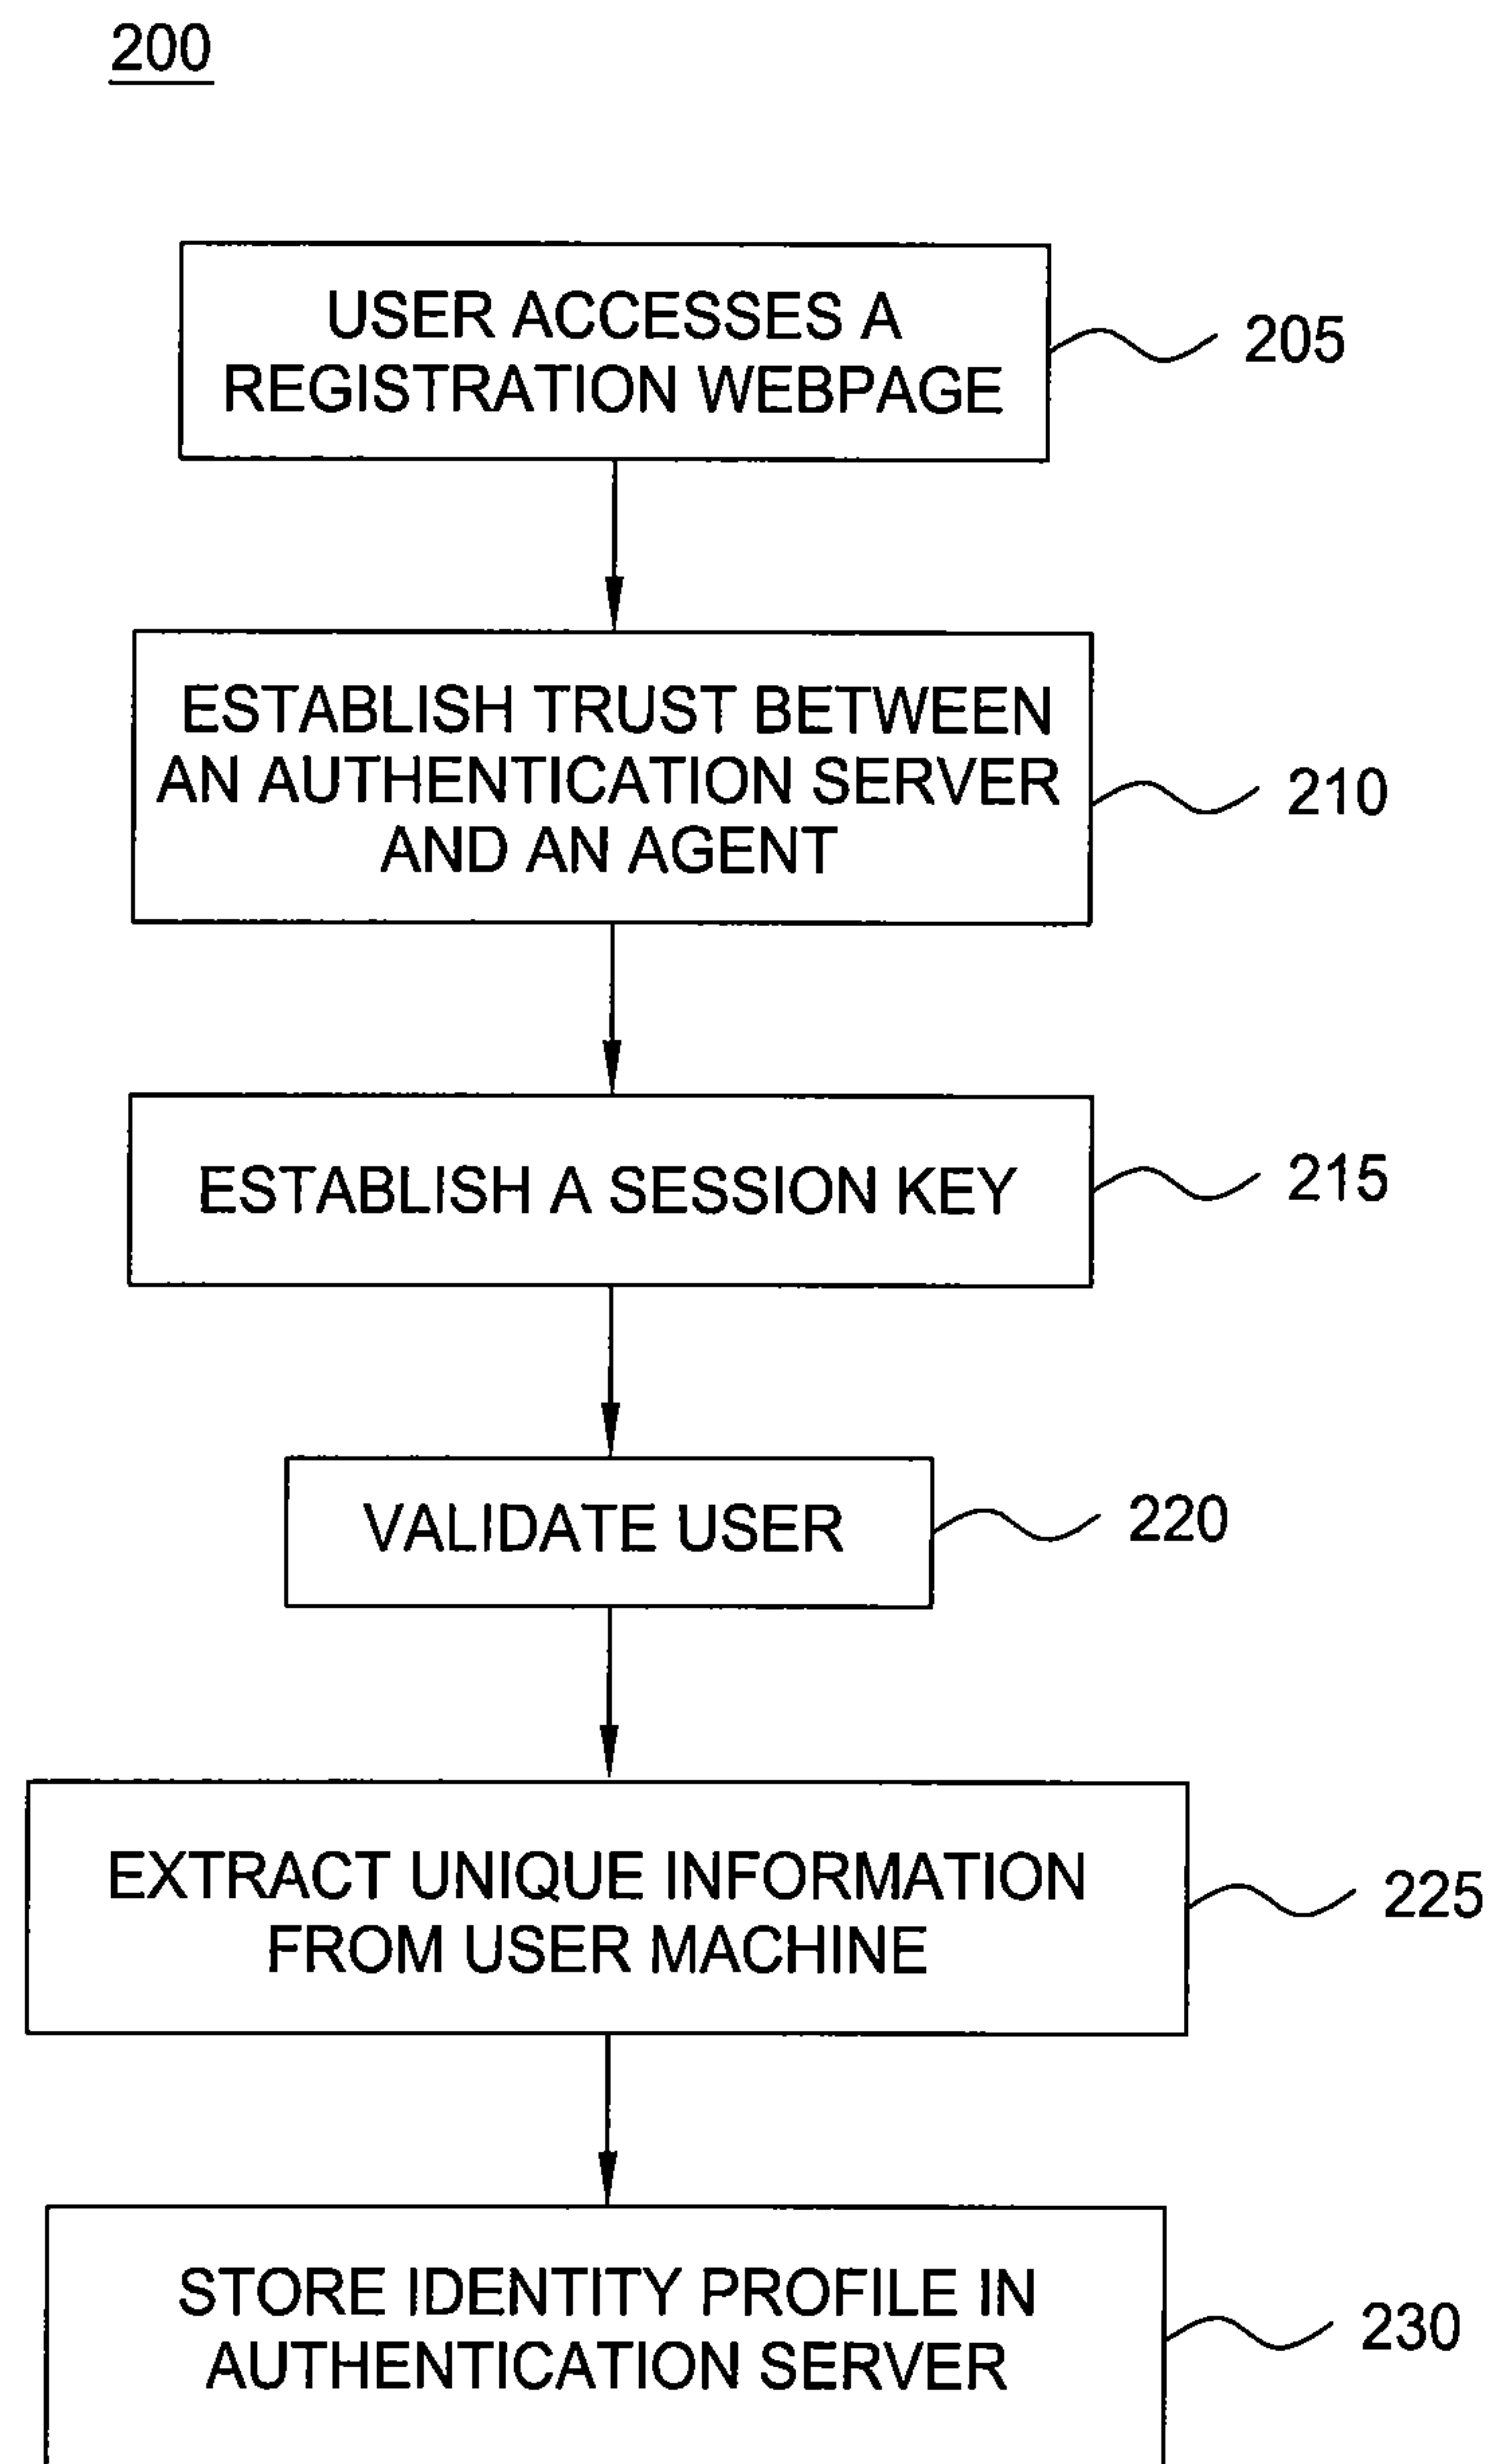 200
USER ACCESSES A
REGISTRATION WEBPAGE
205
ESTABLISH TRUST BETWEEN
AN AUTHENTICATION SERVER
AND AN AGENT
210
ESTABLISH A SESSION KEY
215
VALIDATE USER
220
EXTRACT UNIQUE INFORMATION
FROM USER MACHINE
225
STORE IDENTITY PROFILE IN
AUTHENTICATION SERVER
230